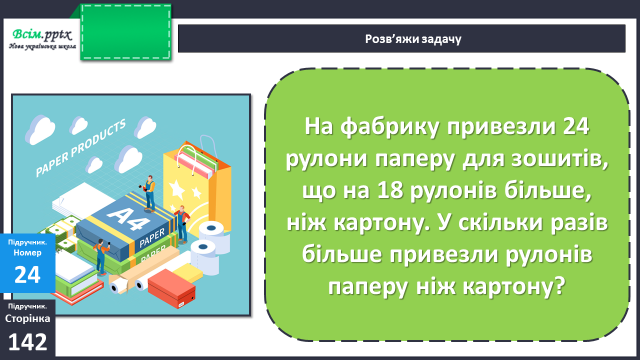 Всім.pptx
Нова українська школа
Розв'яжи задачу
PAPER PRODUCTS
A4
PAPER
PAPER
На фабрику привезли 24
рулони паперу для зошитів,
що на 18 рулонів більше,
ніж картону. У скільки разів
більше привезли рулонів
паперу ніж картону?
Підручник.
Номер
24
Підручник.
Сторінка
142